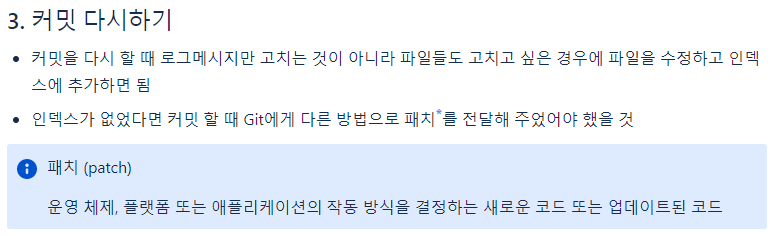 3. 커밋 다시하기
• 커밋을 다시 할 때 로그메시지만 고치는 것이 아니라 파일들도 고치고 싶은 경우에 파일을 수정하고 인덱
스에 추가하면 됨
• 인덱스가 없었다면 커밋 할 때 Git에게 다른 방법으로 패치*를 전달해 주었어야 했을 것
패치 (patch)
운영 체제, 플랫폼 또는 애플리케이션의 작동 방식을 결정하는 새로운 코드 또는 업데이트된 코드